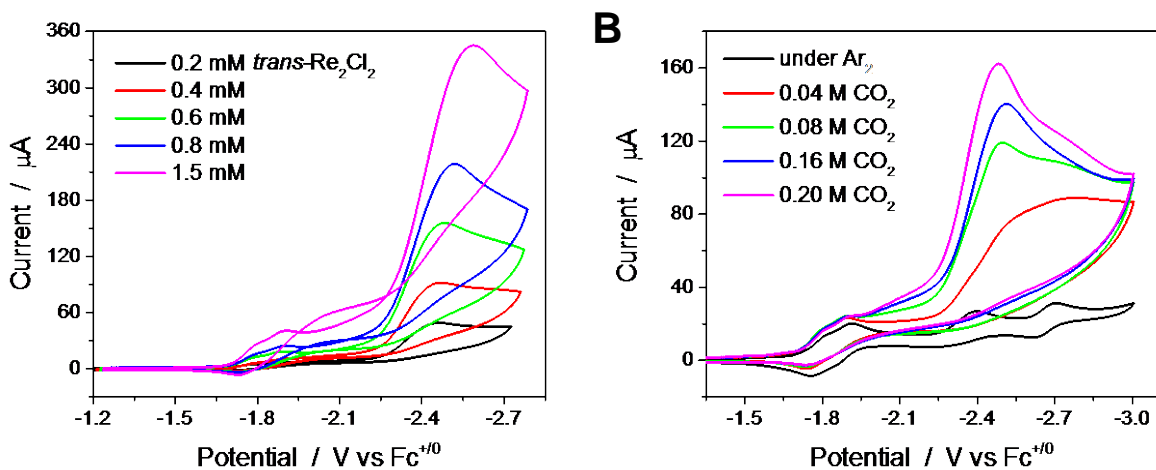 360
300
240
180
120
60
0
Current / μA
0.2 mM trans-Re₂Cl₂
0.4 mM
0.6 mM
0.8 mM
1.5 mM
-1.2
-1.5
-1.8
-2.1
-2.4
-2.7
Potential / V vs Fc⁺ᐟ⁰
B
160
120
80
40
0
Current / μA
under Ar
0.04 M CO₂
0.08 M CO₂
0.16 M CO₂
0.20 M CO₂
-1.5
-1.8
-2.1
-2.4
-2.7
-3.0
Potential / V vs Fc⁺ᐟ⁰